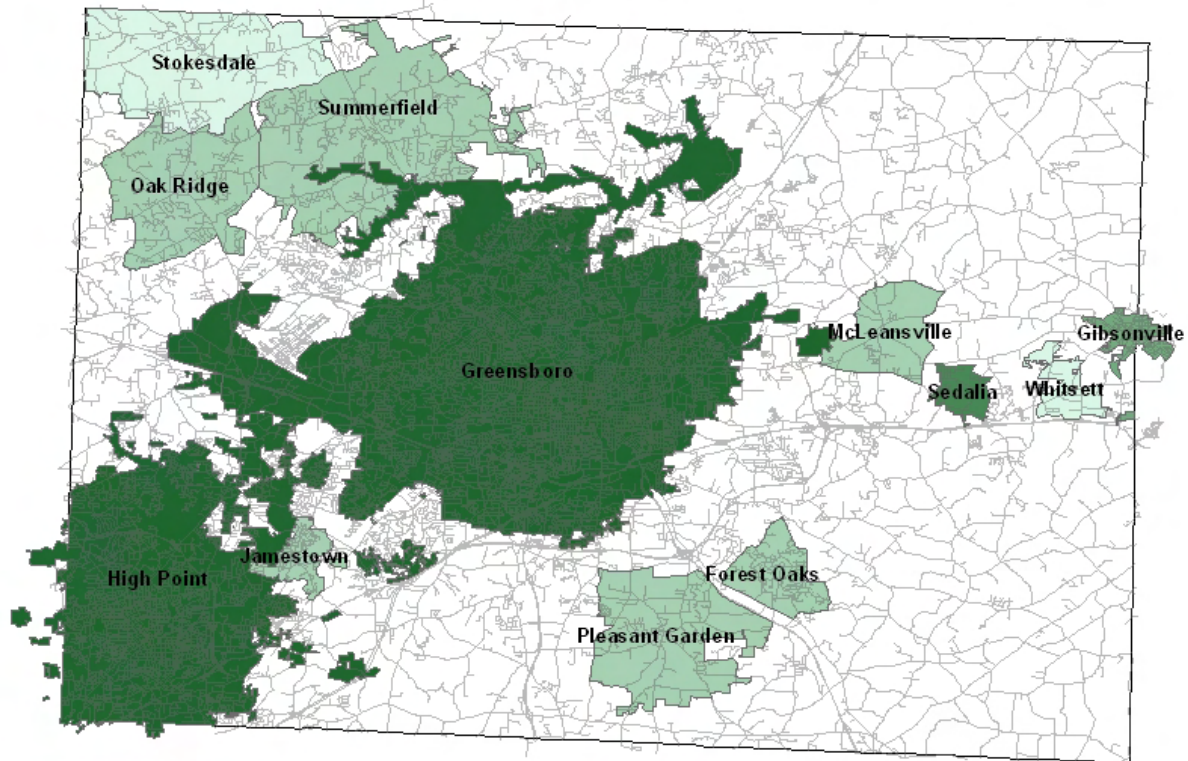 Stokesdale
Summerfield
Oak Ridge
McLeansville
Gibsonville
Greensboro
Sedalia
Whitsett
Jamestown
High Point
Forest Oaks
Pleasant Garden